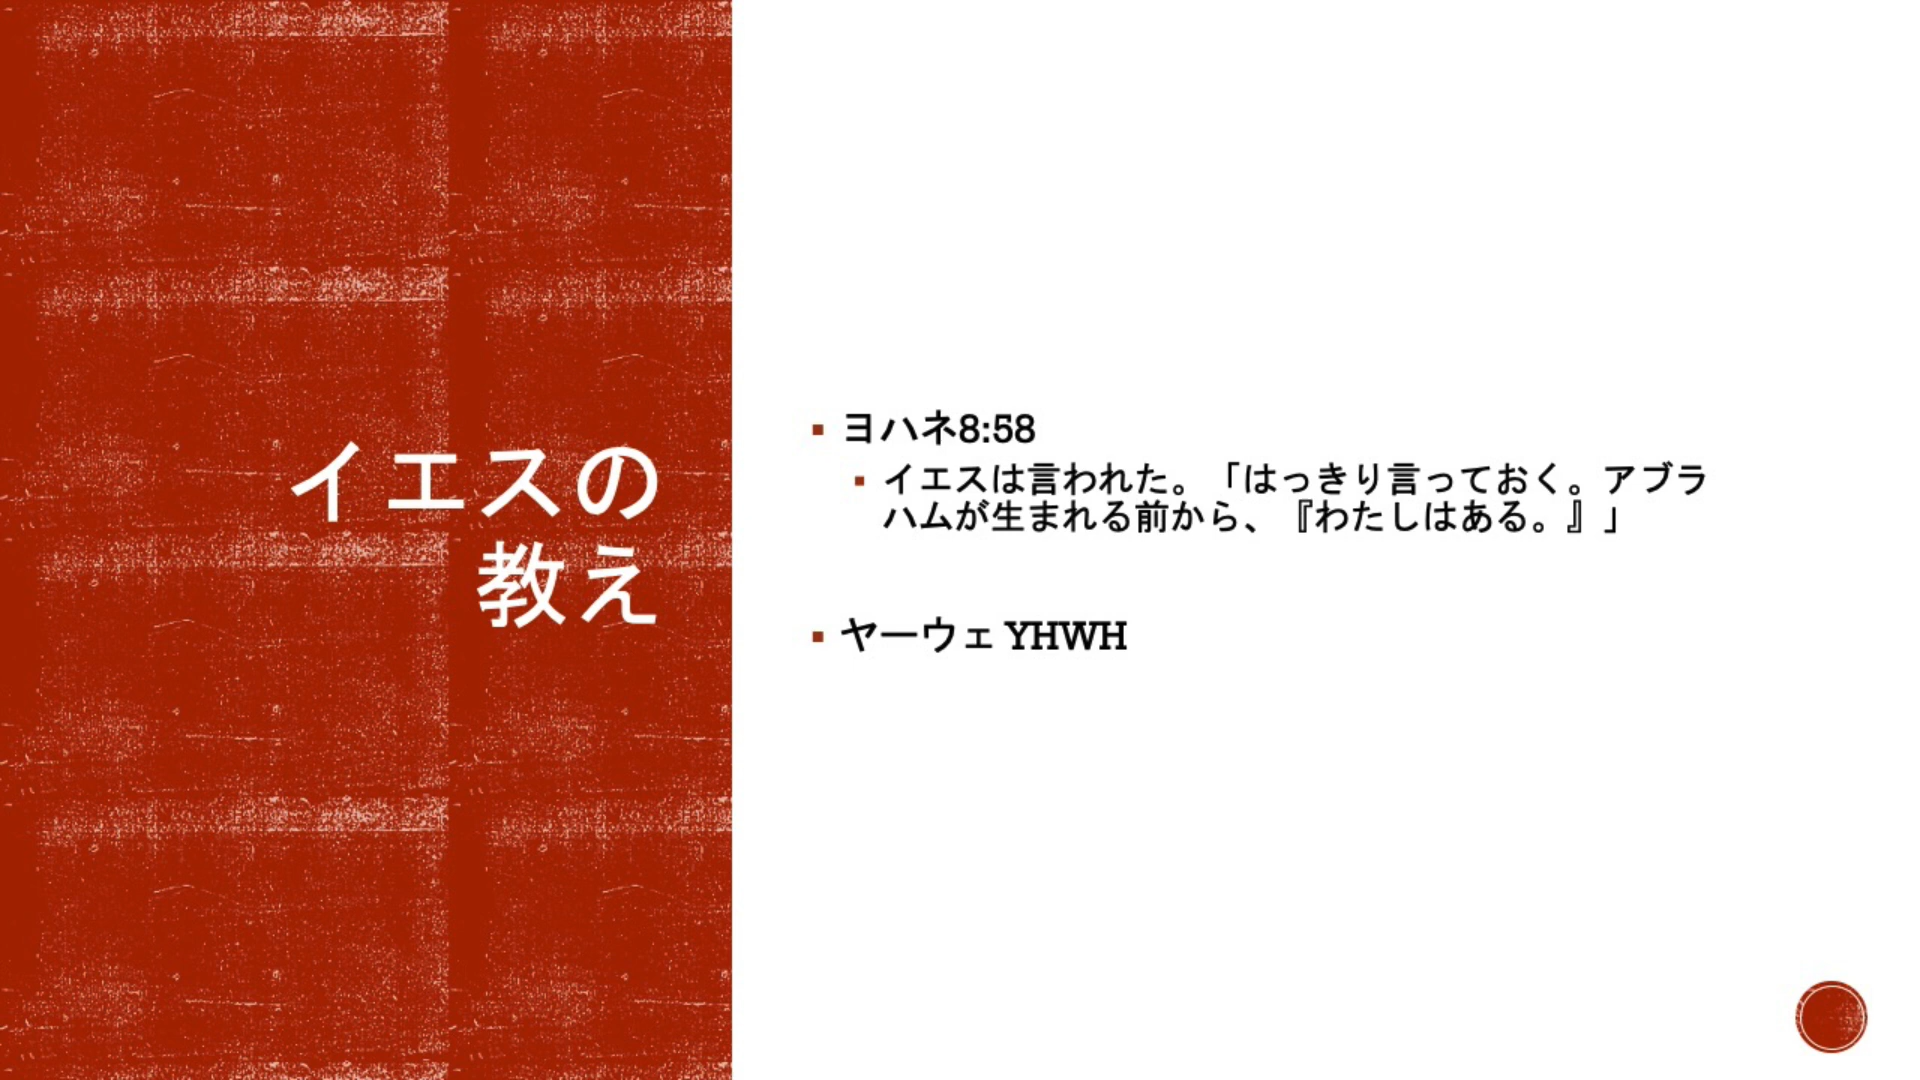 イエスの
教え
ヨハネ8:58
イエスは言われた。「はっきり言っておく。アブラ
ハムが生まれる前から、『わたしはある。』」
ヤーウェ YHWH